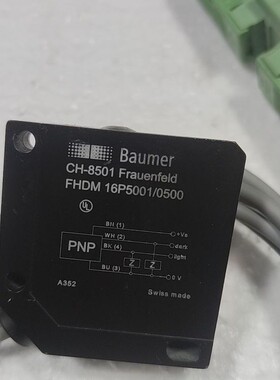 Baumer
CH-8501 Frauenfeld
FHDM 16P5001/0500
BN (1)
+Vs
WH (2)
dark
PNP
BK (4)
light
Z Z
BU (3)
0 V
A352
Swiss made